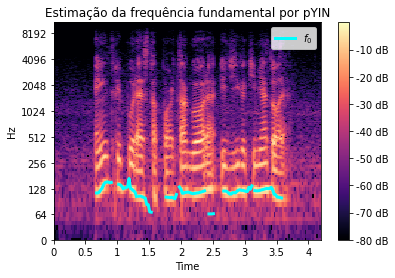 Estimação da frequência fundamental por pYIN
f₀
8192
4096
2048
1024
512
256
128
64
0
Hz
0 0.5 1 1.5 2 2.5 3 3.5 4
Time
-10 dB
-20 dB
-30 dB
-40 dB
-50 dB
-60 dB
-70 dB
-80 dB